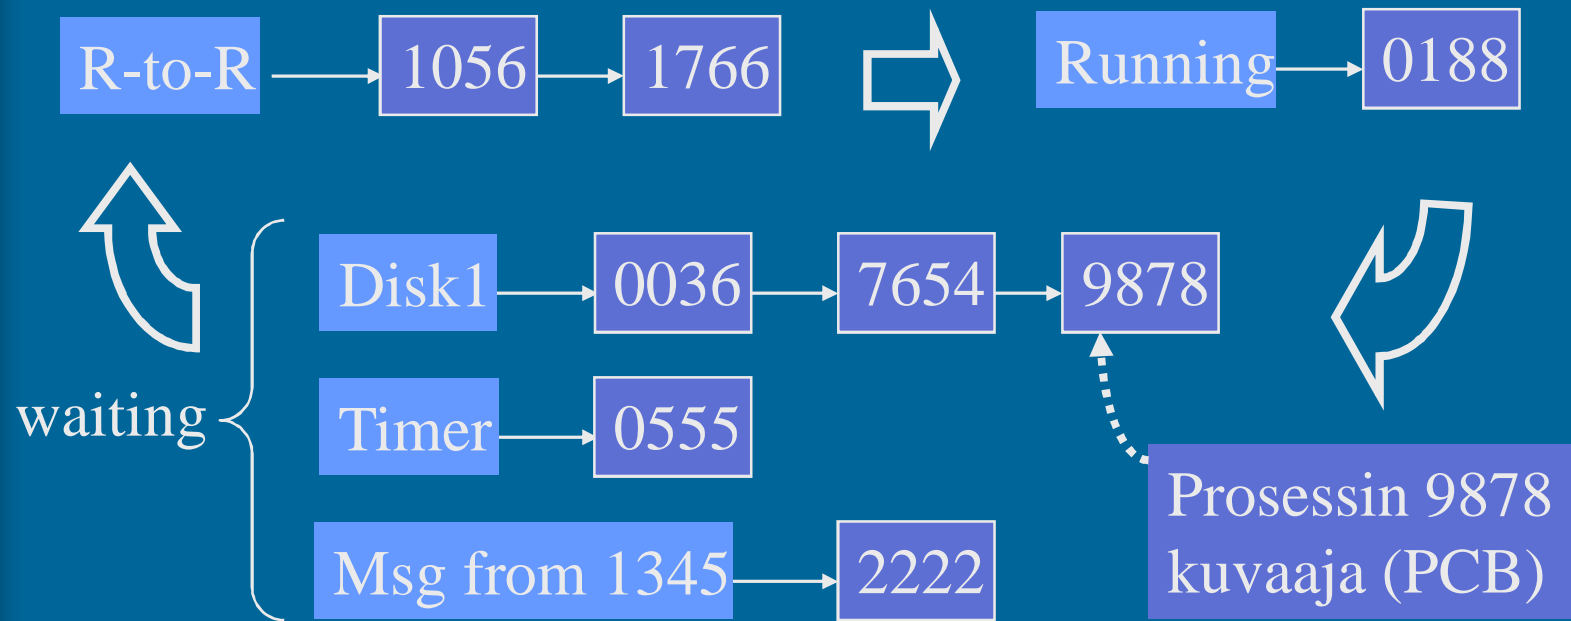 R-to-R 1056 1766 Running 0188
Disk1 0036 7654 9878
waiting
Timer 0555
Msg from 1345 2222
Prosessin 9878
kuvaaja (PCB)